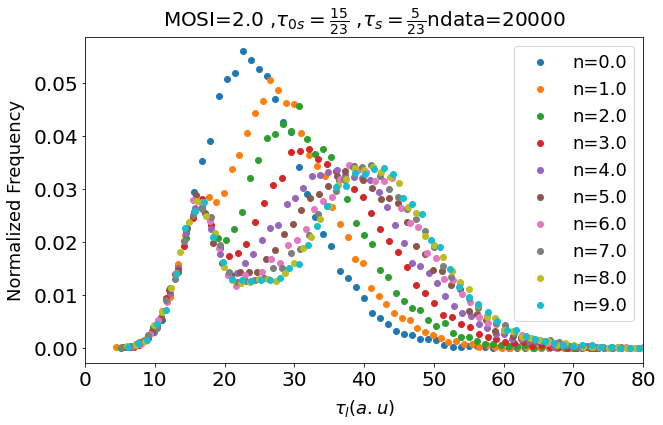 MOSI=2.0 ,τ0s = 15/23 ,τs = 5/23ndata=20000
Normalized Frequency
0.05
0.04
0.03
0.02
0.01
0.00
n=0.0
n=1.0
n=2.0
n=3.0
n=4.0
n=5.0
n=6.0
n=7.0
n=8.0
n=9.0
0 10 20 30 40 50 60 70 80
τI(a.u)